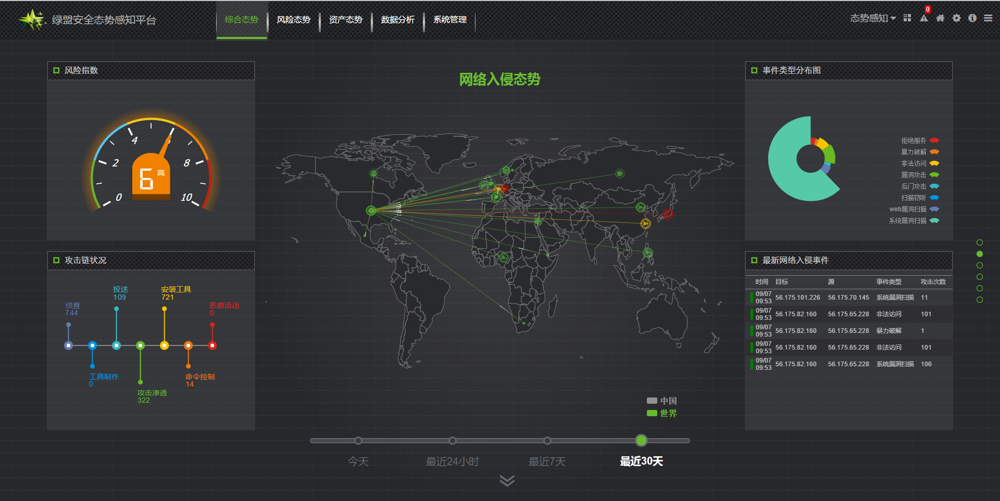 绿盟安全态势感知平台
综合态势
风险态势
资产态势
数据分析
系统管理
态势感知
0
风险指数
0
2
4
6
8
10
6
高
攻击链状况
侦查
744
工具制作
0
投送
109
攻击渗透
322
安装工具
721
命令控制
14
恶意活动
0
网络入侵态势
中国
世界
今天
最近24小时
最近7天
最近30天
事件类型分布图
拒绝服务
暴力破解
非法访问
漏洞攻击
后门攻击
扫描窃听
web漏洞扫描
系统漏洞扫描
最新网络入侵事件
时间 目标 源 事件类型 攻击次数
09/07
09:53 56.175.101.226 56.175.70.145 系统漏洞扫描 11
09/07
09:53 56.175.82.160 56.175.65.228 非法访问 101
09/07
09:53 56.175.82.160 56.175.65.228 暴力破解 1
09/07
09:53 56.175.82.160 56.175.65.228 非法访问 101
09/07
09:53 56.175.82.160 56.175.65.228 系统漏洞扫描 106